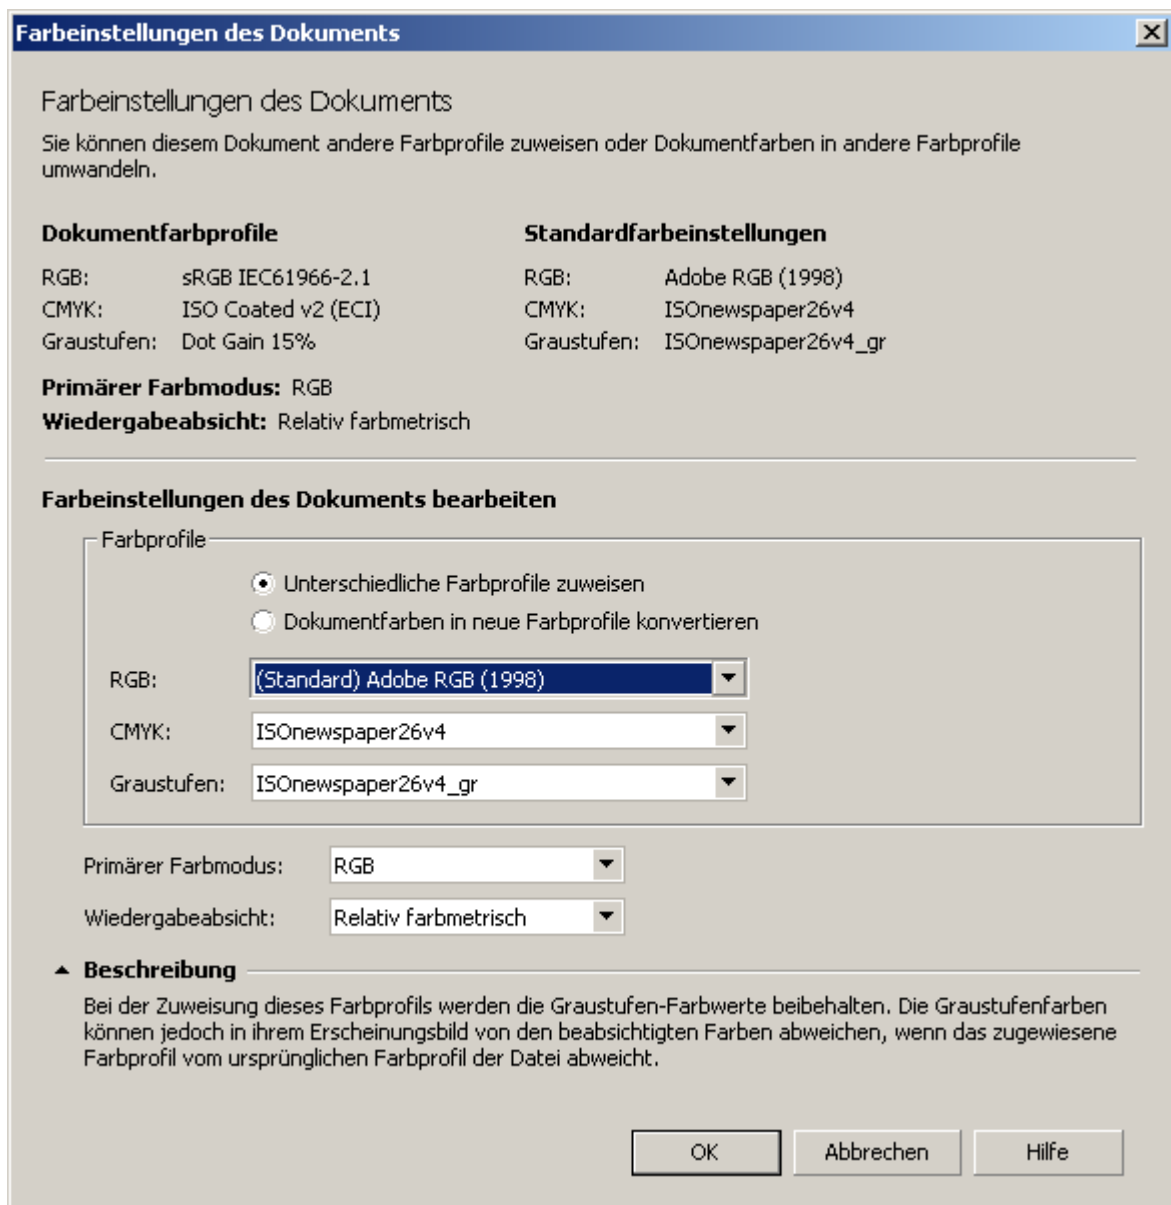 Farbeinstellungen des Dokuments
Farbeinstellungen des Dokuments
Sie können diesem Dokument andere Farbprofile zuweisen oder Dokumentfarben in andere Farbprofile
umwandeln.
Dokumentfarbprofile
RGB: sRGB IEC61966-2.1
CMYK: ISO Coated v2 (ECI)
Graustufen: Dot Gain 15%
Standardfarbeinstellungen
RGB: Adobe RGB (1998)
CMYK: ISOnewspaper26v4
Graustufen: ISOnewspaper26v4_gr
Primärer Farbmodus: RGB
Wiedergabeabsicht: Relativ farbmetrisch
Farbeinstellungen des Dokuments bearbeiten
Farbprofile
Unterschiedliche Farbprofile zuweisen
Dokumentfarben in neue Farbprofile konvertieren
RGB: (Standard) Adobe RGB (1998)
CMYK: ISOnewspaper26v4
Graustufen: ISOnewspaper26v4_gr
Primärer Farbmodus: RGB
Wiedergabeabsicht: Relativ farbmetrisch
Beschreibung
Bei der Zuweisung dieses Farbprofils werden die Graustufen-Farbwerte beibehalten. Die Graustufenfarben
können jedoch in ihrem Erscheinungsbild von den beabsichtigten Farben abweichen, wenn das zugewiesene
Farbprofil vom ursprünglichen Farbprofil der Datei abweicht.
OK Abbrechen Hilfe